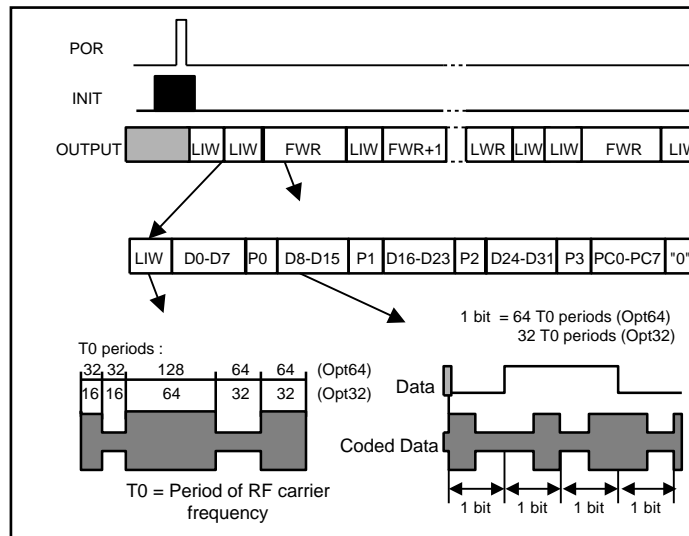 POR
INIT
OUTPUT LIW LIW FWR LIW FWR+1 LWR LIW LIW FWR LIW
LIW D0-D7 P0 D8-D15 P1 D16-D23 P2 D24-D31 P3 PC0-PC7 "0"
1 bit = 64 T0 periods (Opt64)
32 T0 periods (Opt32)
T0 periods :
32 32 128 64 64 (Opt64)
16 16 64 32 32 (Opt32)
Data
Coded Data
T0 = Period of RF carrier
frequency
1 bit 1 bit 1 bit 1 bit